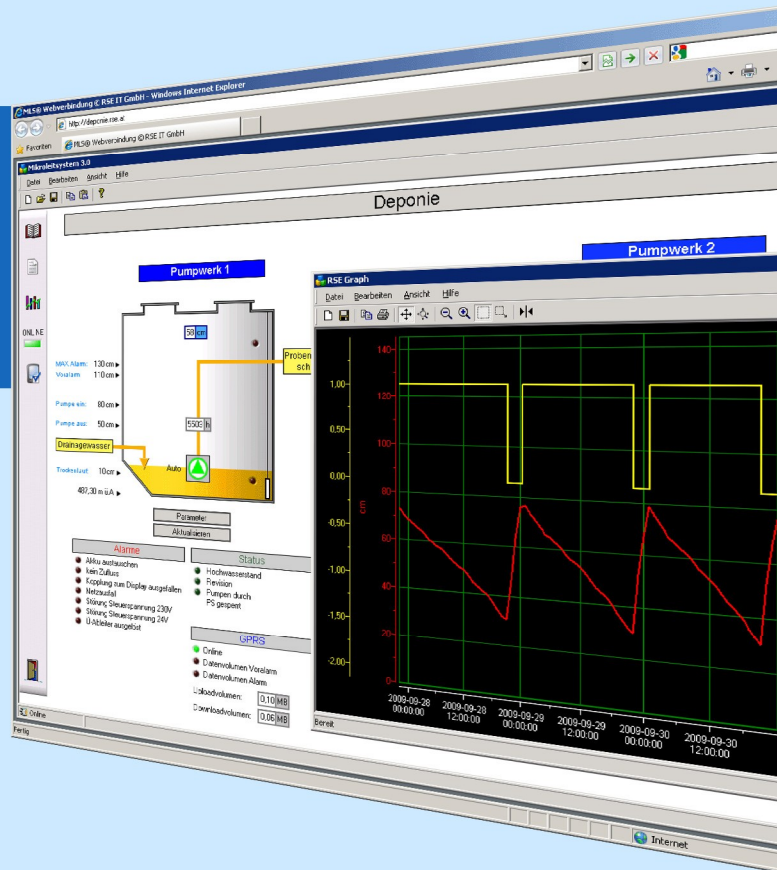 MLS® Webverbindung © RSE IT GmbH - Windows Internet Explorer
http://deponie.rse.at
Favoriten
MLS® Webverbindung © RSE IT GmbH
Mikroleitsystem 3.0
Datei Bearbeiten Ansicht Hilfe
Deponie
Pumpwerk 1
Pumpwerk 2
ONLINE
58 cm
MAX Alarm: 130 cm
Voralarm 110 cm
Pumpe ein: 80 cm
Pumpe aus: 50 cm
5503 h
Drainagewasser
Proben
sch
Auto
Trockenlauf: 10 cm
487,30 m ü.A
Parameter
Aktualisieren
Alarme
Akku austauschen
kein Zufluss
Kopplung zum Display ausgefallen
Netzausfall
Störung Steuerspannung 230V
Störung Steuerspannung 24V
Ü-Ableiter ausgelöst
Status
Hochwasserstand
Revision
Pumpen durch
PS gesperrt
GPRS
Online
Datenvolumen Voralarm
Datenvolumen Alarm
Uploadvolumen: 0,10 MB
Downloadvolumen: 0,06 MB
Online
Fertig
RSE Graph
Datei Bearbeiten Ansicht Hilfe
1,00
0,50
0,00
-0,50
-1,00
-1,50
-2,00
cm
140
120
100
80
60
40
20
0
2009-09-28
00:00:00
2009-09-28
12:00:00
2009-09-29
00:00:00
2009-09-29
12:00:00
2009-09-30
00:00:00
2009-09-30
12:00:00
Bereit
Internet